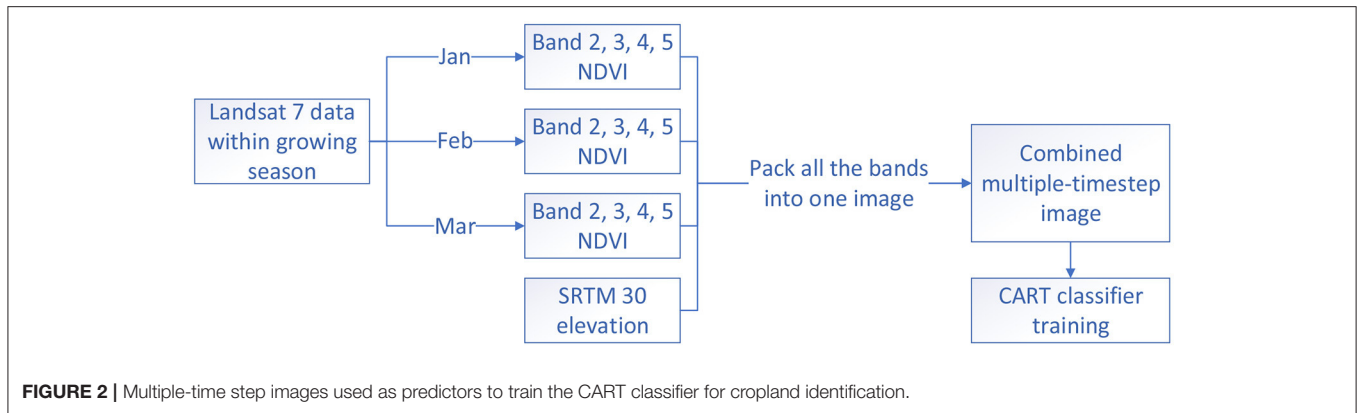 Landsat 7 data
within growing
season
Jan
Band 2, 3, 4, 5
NDVI
Feb
Band 2, 3, 4, 5
NDVI
Mar
Band 2, 3, 4, 5
NDVI
SRTM 30
elevation
Pack all the bands
into one image
Combined
multiple-timestep
image
CART classifier
training
FIGURE 2 | Multiple-time step images used as predictors to train the CART classifier for cropland identification.